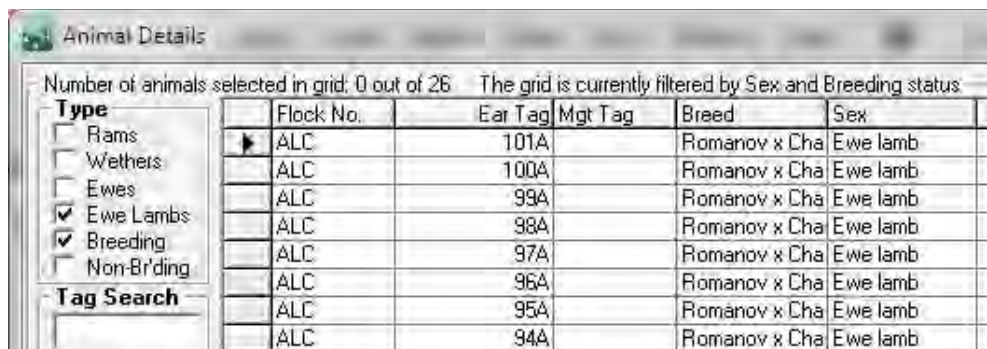 Animal Details
Number of animals selected in grid: 0 out of 26 The grid is currently filtered by Sex and Breeding status
Type
Rams
Wethers
Ewes
Ewe Lambs
Breeding
Non-Br'ding
Tag Search
Flock No. Ear Tag Mgt Tag Breed Sex
ALC 101A Romanov x Cha Ewe lamb
ALC 100A Romanov x Cha Ewe lamb
ALC 99A Romanov x Cha Ewe lamb
ALC 98A Romanov x Cha Ewe lamb
ALC 97A Romanov x Cha Ewe lamb
ALC 96A Romanov x Cha Ewe lamb
ALC 95A Romanov x Cha Ewe lamb
ALC 94A Romanov x Cha Ewe lamb